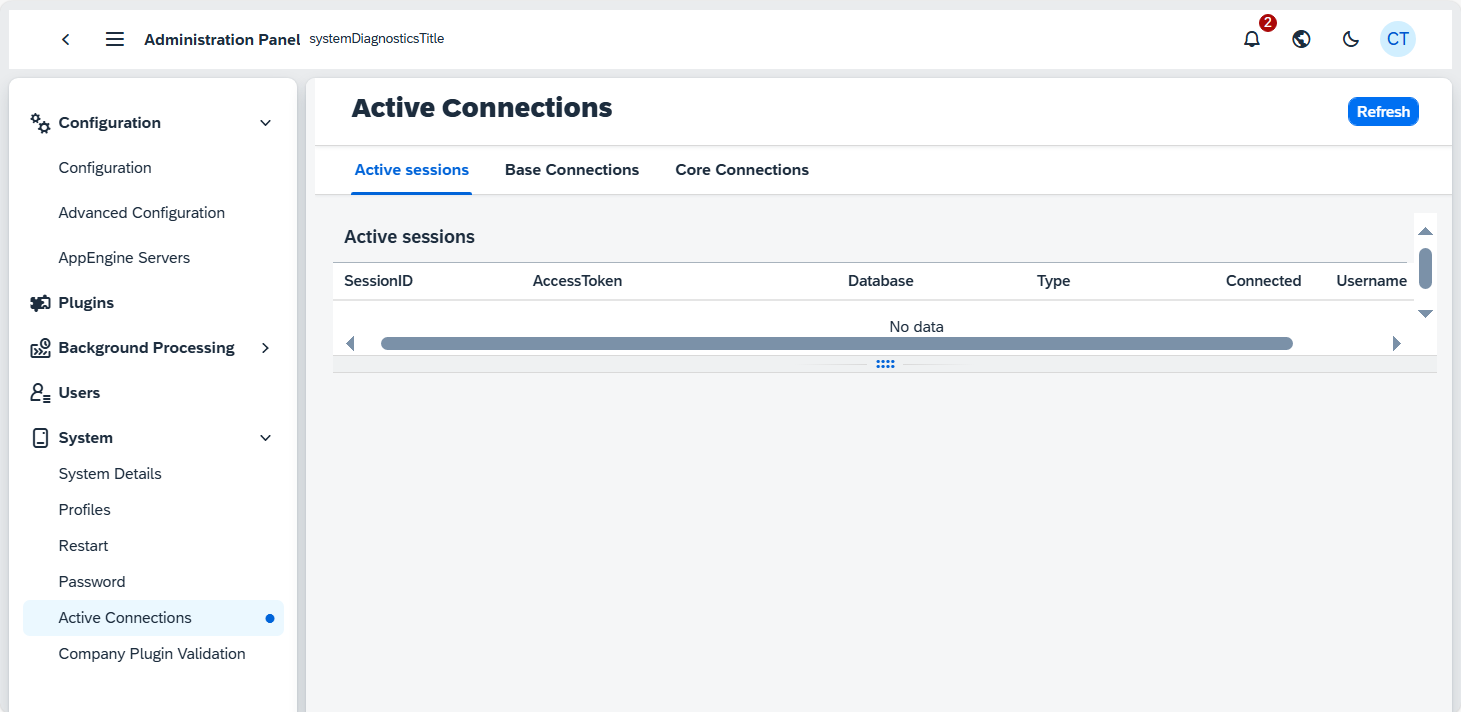 Administration Panel systemDiagnosticsTitle
2
CT
Configuration
Configuration
Advanced Configuration
AppEngine Servers
Plugins
Background Processing
Users
System
System Details
Profiles
Restart
Password
Active Connections
Company Plugin Validation
Active Connections
Refresh
Active sessions Base Connections Core Connections
Active sessions
SessionID AccessToken Database Type Connected Username
No data